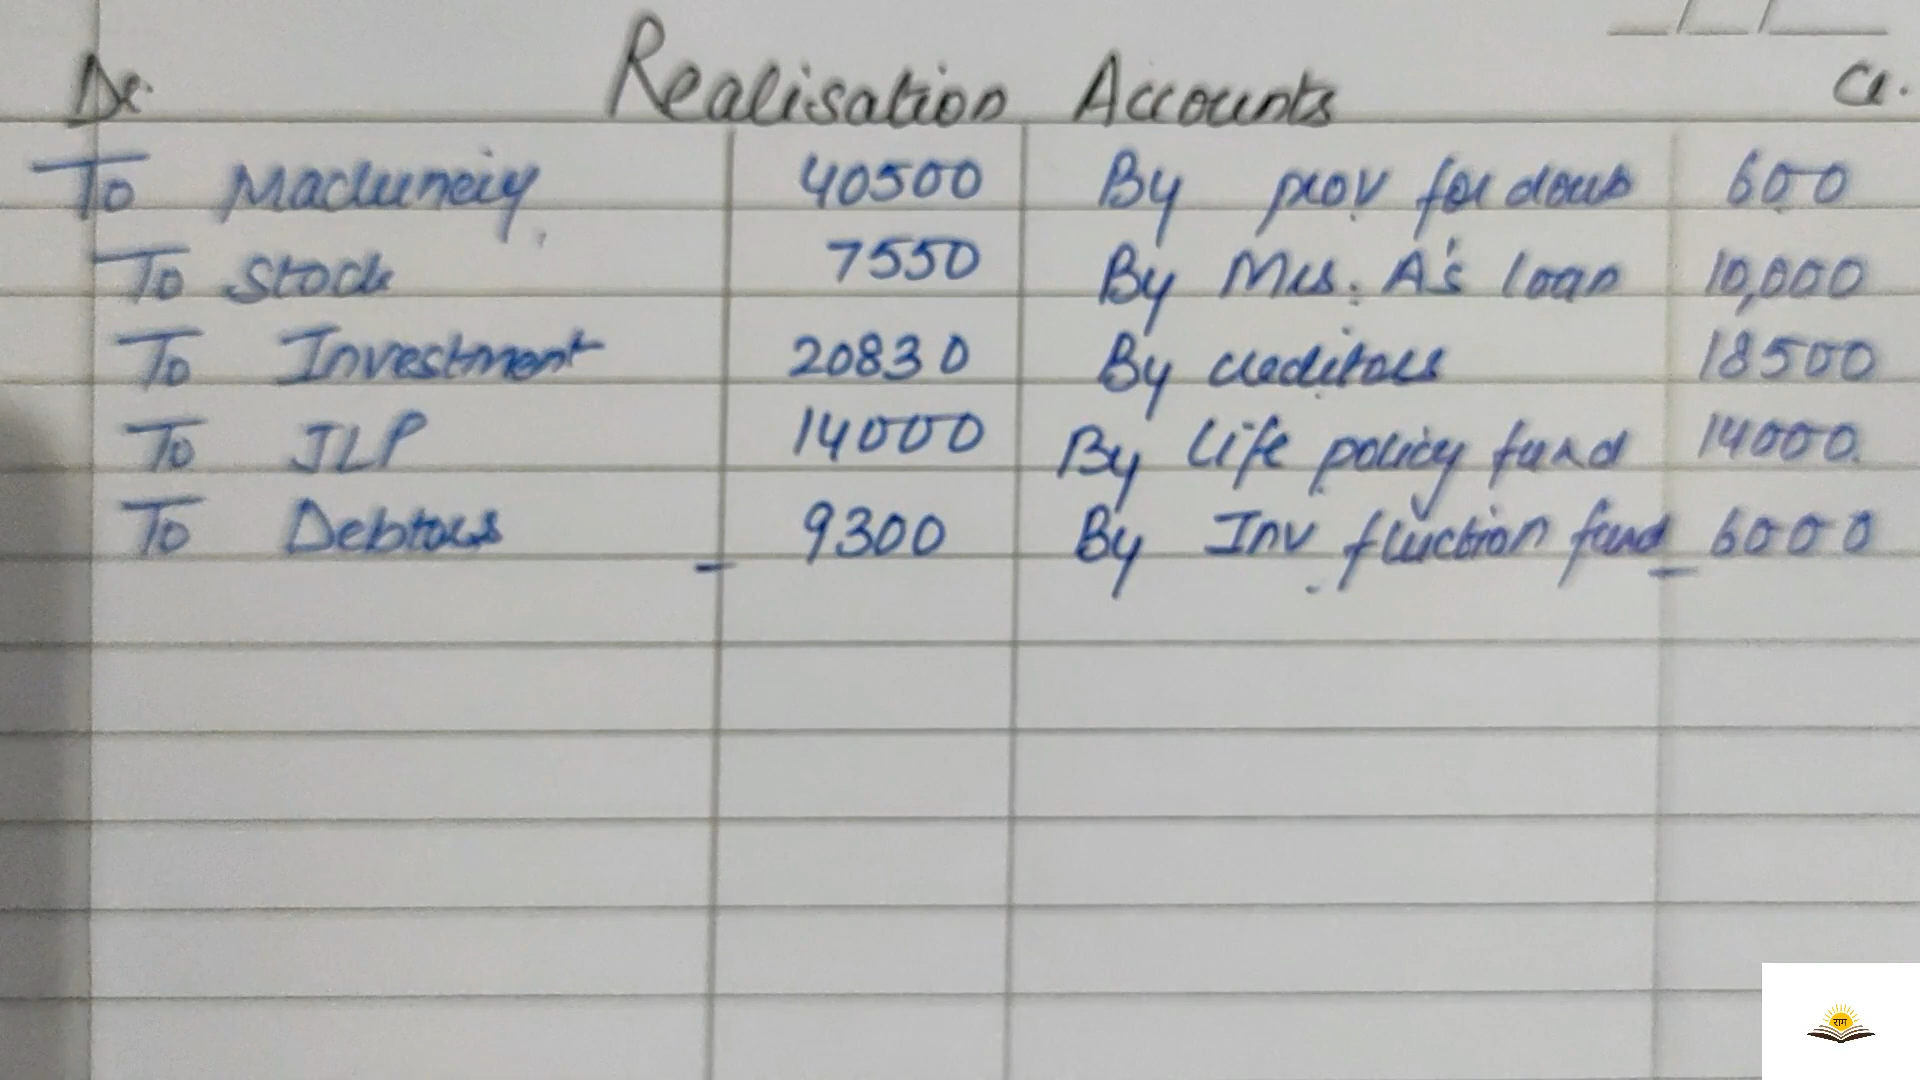 Dr. Realisation Accounts Cr.
To Machinery 40500 By prov for doub 600
To Stock 7550 By Mrs. A's loan 10,000
To Investment 20830 By creditors 18500
To JLP 14000 By Life policy fund 14000
To Debtors 9300 By Inv fluction fund 6000
राग